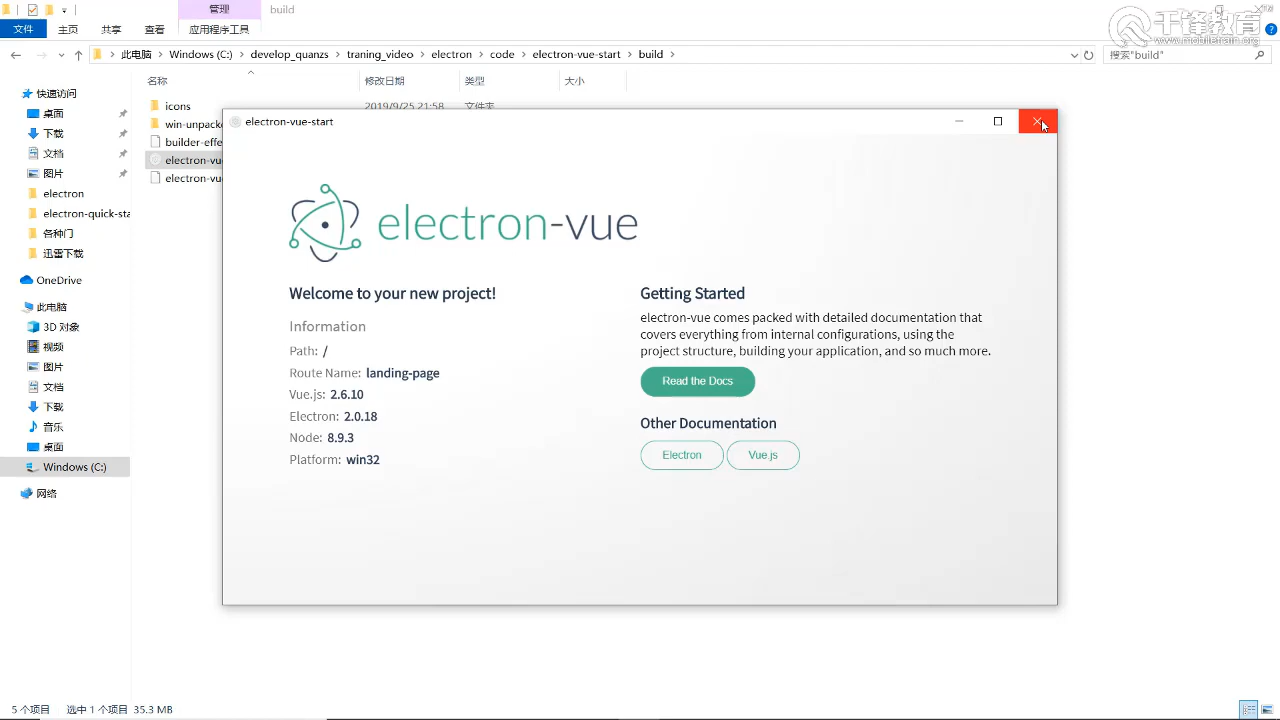 管理
build
文件
主页
共享
查看
应用程序工具
千锋教育
www.mobiletrain.org
此电脑 Windows (C:) develop_quanzs traning_video electron code electron-vue-start build
搜索"build"
名称
修改日期
类型
大小
快速访问
桌面
下载
文档
图片
electron
electron-quick-sta
各种门
迅雷下载
OneDrive
此电脑
3D 对象
视频
图片
文档
下载
音乐
桌面
Windows (C:)
网络
icons
2019/9/25 21:58
文件夹
win-unpacke
builder-effe
electron-vue
electron-vu
electron-vue-start
electron-vue
Welcome to your new project!
Information
Path: /
Route Name: landing-page
Vue.js: 2.6.10
Electron: 2.0.18
Node: 8.9.3
Platform: win32
Getting Started
electron-vue comes packed with detailed documentation that
covers everything from internal configurations, using the
project structure, building your application, and so much more.
Read the Docs
Other Documentation
Electron
Vue.js
5 个项目
选中 1 个项目 35.3 MB